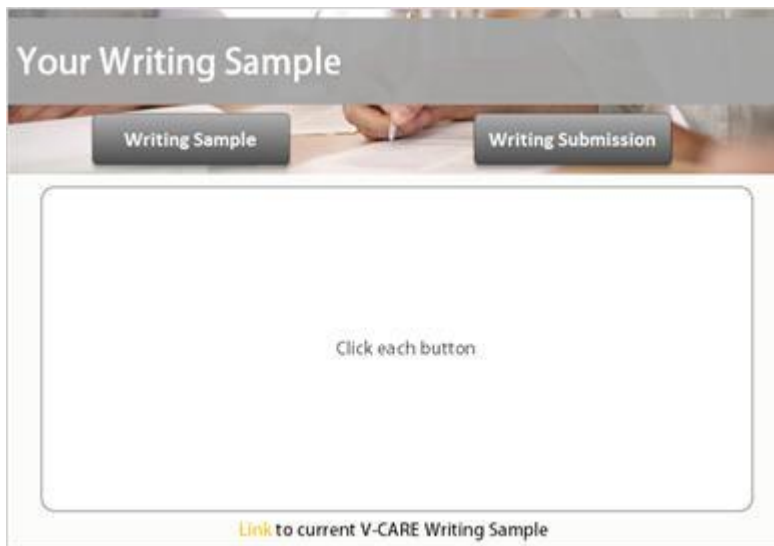 Your Writing Sample
Writing Sample
Writing Submission
Click each button
Link to current V-CARE Writing Sample